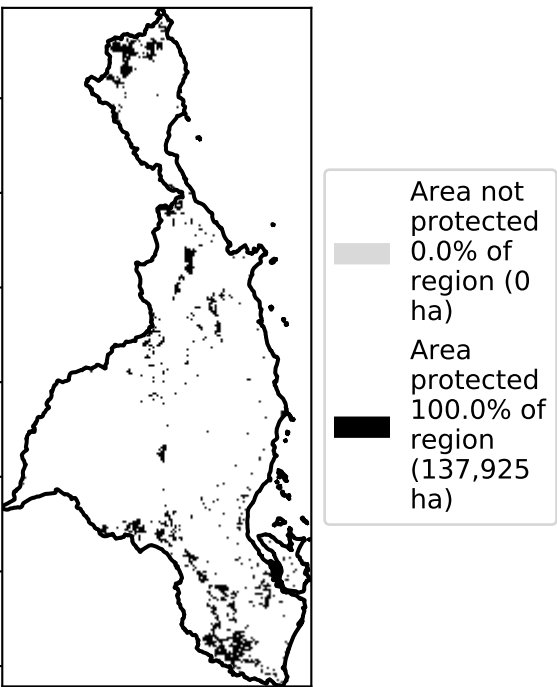 Area not
protected
0.0% of
region (0
ha)
Area
protected
100.0% of
region
(137,925
ha)